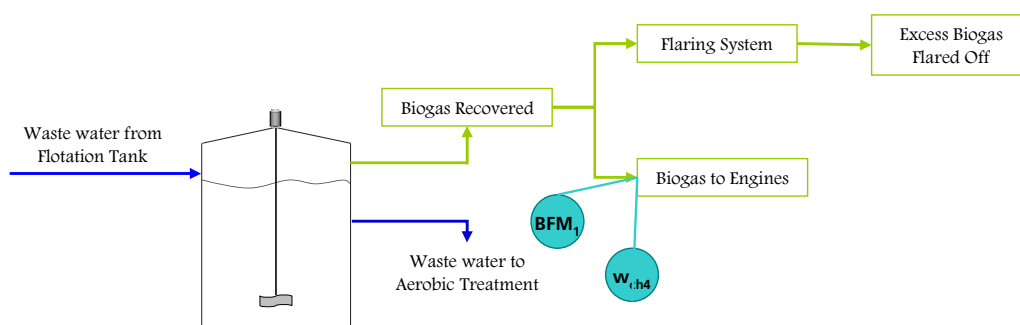 Waste water from
Flotation Tank
Biogas Recovered
Flaring System
Excess Biogas
Flared Off
Biogas to Engines
BFM1
wch4
Waste water to
Aerobic Treatment